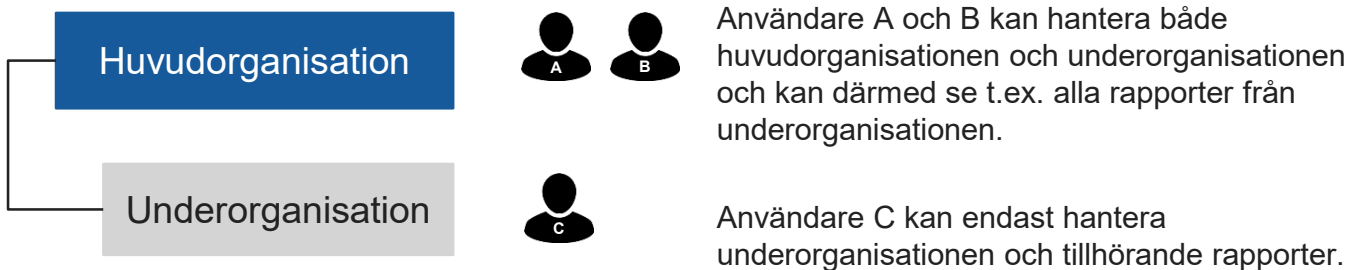 Huvudorganisation
A
B
Användare A och B kan hantera både
huvudorganisationen och underorganisationen
och kan därmed se t.ex. alla rapporter från
underorganisationen.
Underorganisation
C
Användare C kan endast hantera
underorganisationen och tillhörande rapporter.